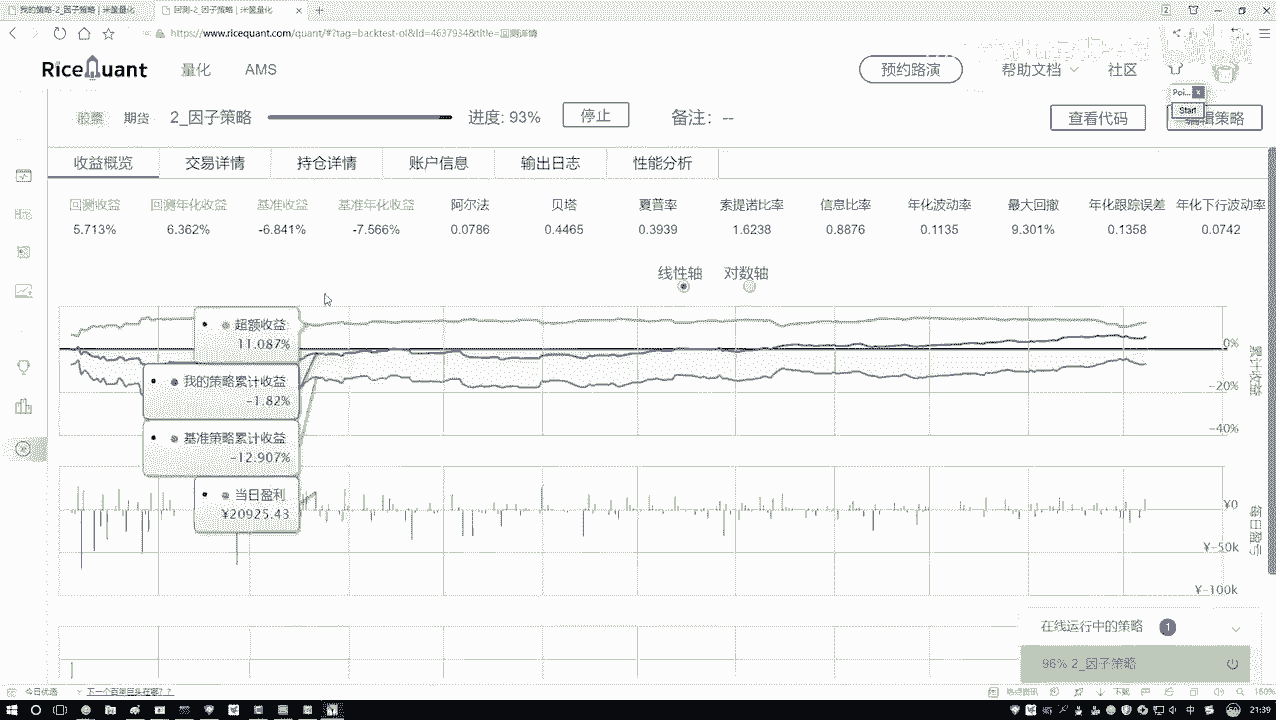 我的策略-2_因子策略 | 米筐量化
回测-2_因子策略 | 米筐量化
https://www.ricequant.com/quant/#?tag=backtest-ol&id=4637934&title=回测详情
RiceQuant 量化 AMS 预约路演 帮助文档 社区
Poi... x
Start
股票 期货 2_因子策略 进度: 93% 停止 备注: -- 查看代码 编辑策略
收益概览 交易详情 持仓详情 账户信息 输出日志 性能分析
回测收益 回测年化收益 基准收益 基准年化收益 阿尔法 贝塔 夏普率 索提诺比率 信息比率 年化波动率 最大回撤 年化跟踪误差 年化下行波动率
5.713% 6.362% -6.841% -7.566% 0.0786 0.4465 0.3939 1.6238 0.8876 0.1135 9.301% 0.1358 0.0742
线性轴 对数轴
超额收益
11.087%
我的策略累计收益
-1.82%
基准策略累计收益
-12.907%
当日盈利
¥20925.43
0%
-20%
-40%
累计收益
¥0
¥-50k
¥-100k
每日盈亏
在线运行中的策略 1
96% 2_因子策略
今日优选
下载
160%
中
21:39